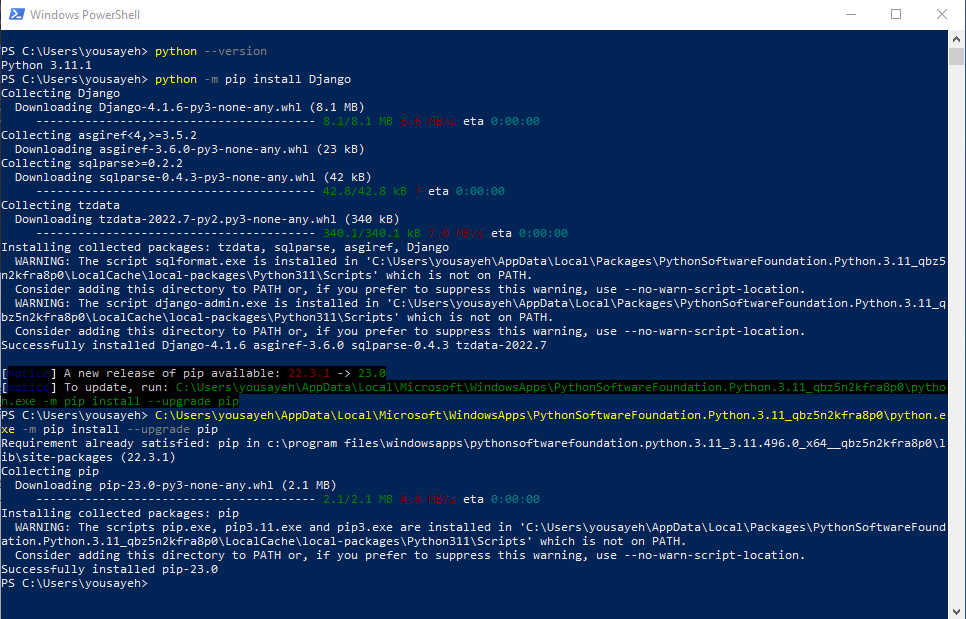 Windows PowerShell
PS C:\Users\yousayeh> python --version
Python 3.11.1
PS C:\Users\yousayeh> python -m pip install Django
Collecting Django
  Downloading Django-4.1.6-py3-none-any.whl (8.1 MB)
     ---------------------------------------- 8.1/8.1 MB 5.6 MB/s eta 0:00:00
Collecting asgiref<4,>=3.5.2
  Downloading asgiref-3.6.0-py3-none-any.whl (23 kB)
Collecting sqlparse>=0.2.2
  Downloading sqlparse-0.4.3-py3-none-any.whl (42 kB)
     ---------------------------------------- 42.8/42.8 kB ? eta 0:00:00
Collecting tzdata
  Downloading tzdata-2022.7-py2.py3-none-any.whl (340 kB)
     ---------------------------------------- 340.1/340.1 kB 7.0 MB/s eta 0:00:00
Installing collected packages: tzdata, sqlparse, asgiref, Django
  WARNING: The script sqlformat.exe is installed in 'C:\Users\yousayeh\AppData\Local\Packages\PythonSoftwareFoundation.Python.3.11_qbz5
n2kfra8p0\LocalCache\local-packages\Python311\Scripts' which is not on PATH.
  Consider adding this directory to PATH or, if you prefer to suppress this warning, use --no-warn-script-location.
  WARNING: The script django-admin.exe is installed in 'C:\Users\yousayeh\AppData\Local\Packages\PythonSoftwareFoundation.Python.3.11_q
bz5n2kfra8p0\LocalCache\local-packages\Python311\Scripts' which is not on PATH.
  Consider adding this directory to PATH or, if you prefer to suppress this warning, use --no-warn-script-location.
Successfully installed Django-4.1.6 asgiref-3.6.0 sqlparse-0.4.3 tzdata-2022.7
[notice] A new release of pip available: 22.3.1 -> 23.0
[notice] To update, run: C:\Users\yousayeh\AppData\Local\Microsoft\WindowsApps\PythonSoftwareFoundation.Python.3.11_qbz5n2kfra8p0\pytho
n.exe -m pip install --upgrade pip
PS C:\Users\yousayeh> C:\Users\yousayeh\AppData\Local\Microsoft\WindowsApps\PythonSoftwareFoundation.Python.3.11_qbz5n2kfra8p0\python.e
xe -m pip install --upgrade pip
Requirement already satisfied: pip in c:\program files\windowsapps\pythonsoftwarefoundation.python.3.11_3.11.496.0_x64__qbz5n2kfra8p0\l
ib\site-packages (22.3.1)
Collecting pip
  Downloading pip-23.0-py3-none-any.whl (2.1 MB)
     ---------------------------------------- 2.1/2.1 MB 4.4 MB/s eta 0:00:00
Installing collected packages: pip
  WARNING: The scripts pip.exe, pip3.11.exe and pip3.exe are installed in 'C:\Users\yousayeh\AppData\Local\Packages\PythonSoftwareFound
ation.Python.3.11_qbz5n2kfra8p0\LocalCache\local-packages\Python311\Scripts' which is not on PATH.
  Consider adding this directory to PATH or, if you prefer to suppress this warning, use --no-warn-script-location.
Successfully installed pip-23.0
PS C:\Users\yousayeh>